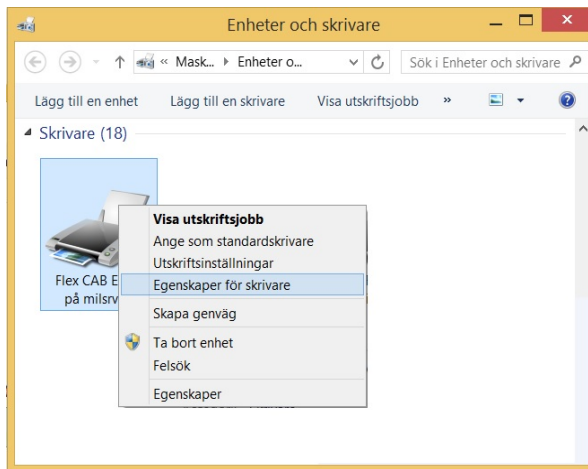 Enheter och skrivare
« Mask... Enheter o...
Sök i Enheter och skrivare
Lägg till en enhet Lägg till en skrivare Visa utskriftsjobb »
Skrivare (18)
Visa utskriftsjobb
Ange som standardskrivare
Utskriftsinställningar
Flex CAB E
Egenskaper för skrivare
på milsrv
Skapa genväg
Ta bort enhet
Felsök
Egenskaper